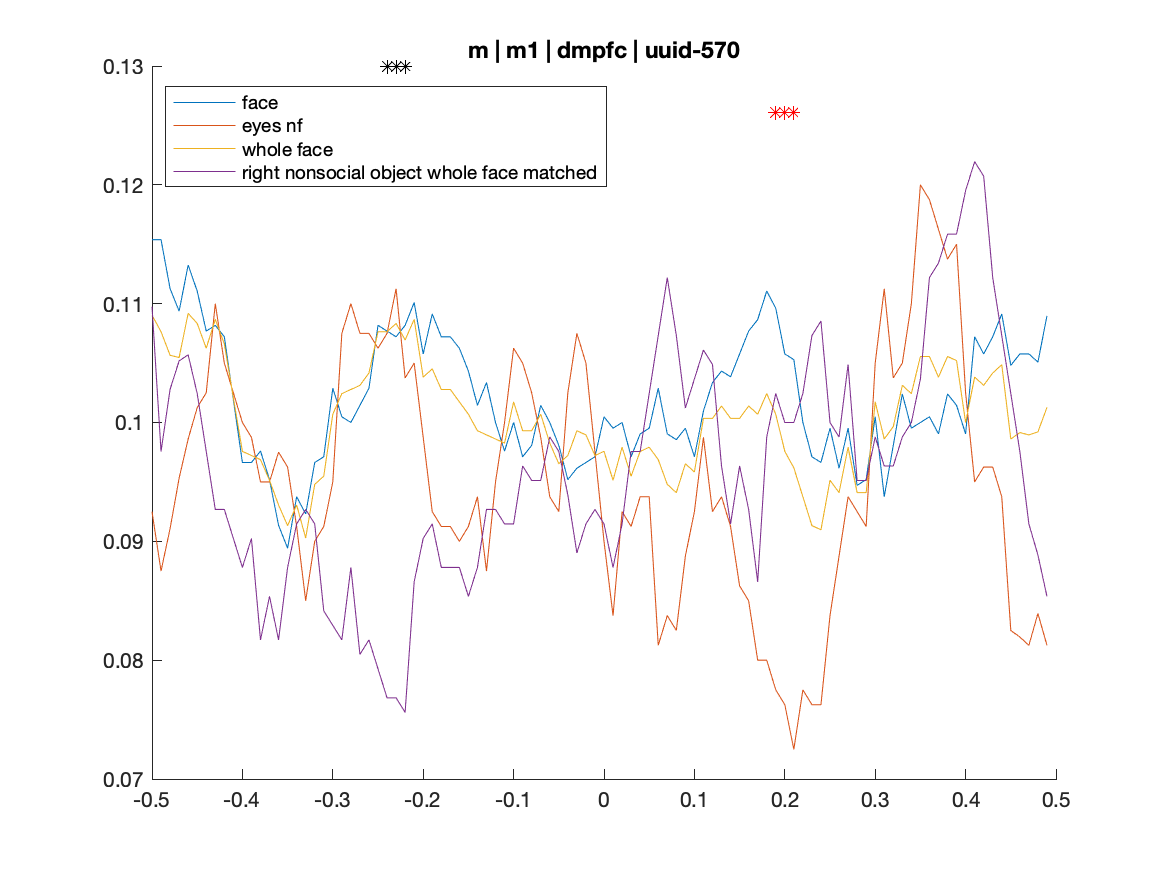 m | m1 | dmpfc | uuid-570
0.13
face
eyes nf
whole face
right nonsocial object whole face matched
0.12
0.11
0.1
0.09
0.08
0.07
-0.5 -0.4 -0.3 -0.2 -0.1 0 0.1 0.2 0.3 0.4 0.5